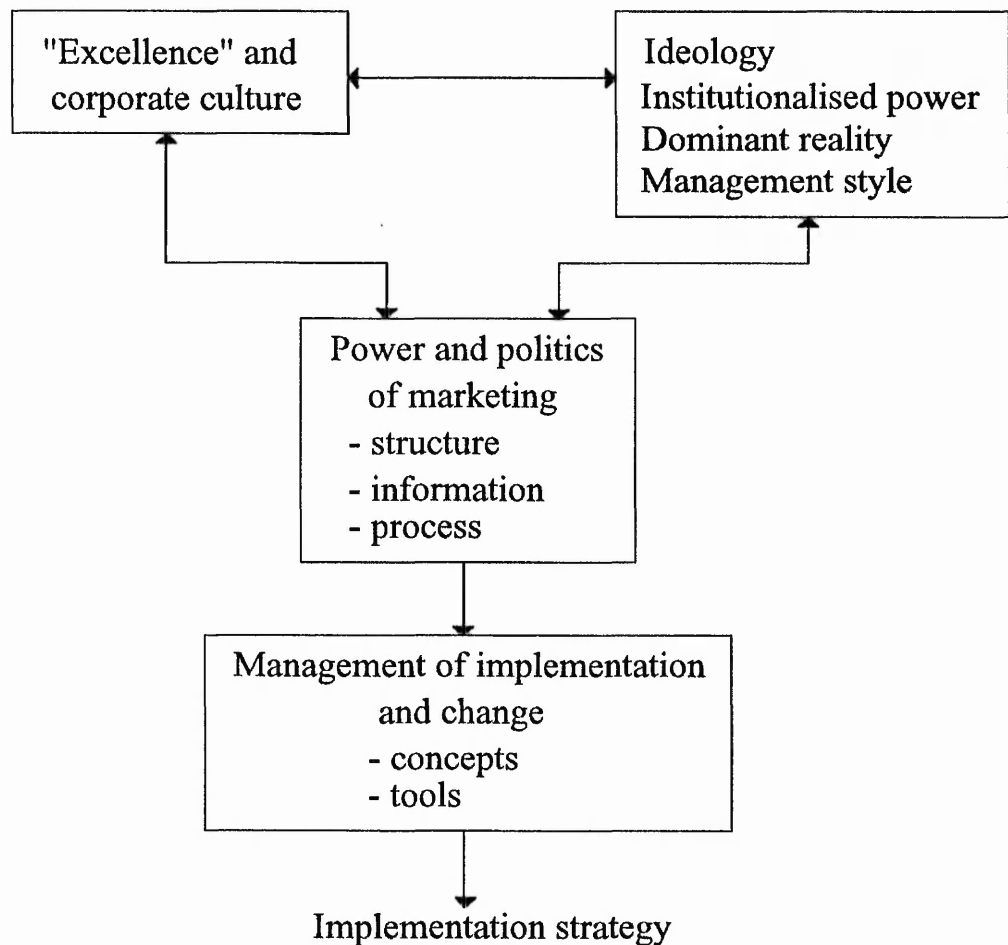 "Excellence" and
corporate culture
Ideology
Institutionalised power
Dominant reality
Management style
Power and politics
of marketing
- structure
- information
- process
Management of implementation
and change
- concepts
- tools
Implementation strategy